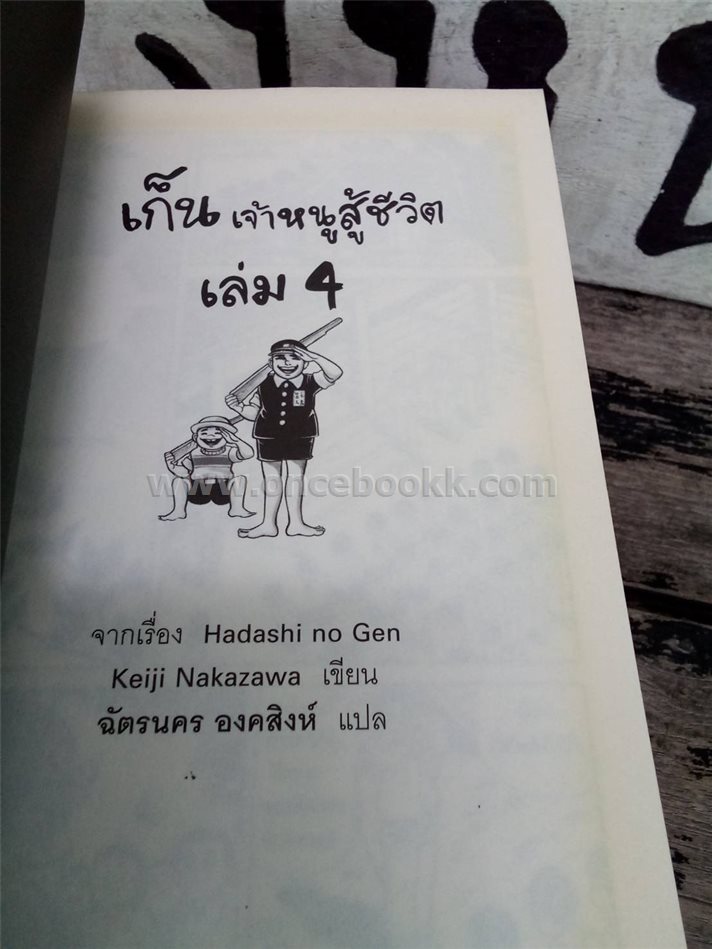 เก็น เจ้าหนูสู้ชีวิต
เล่ม 4
www.oncebookk.com
จากเรื่อง Hadashi no Gen
Keiji Nakazawa เขียน
ฉัตรนคร องคสิงห์ แปล